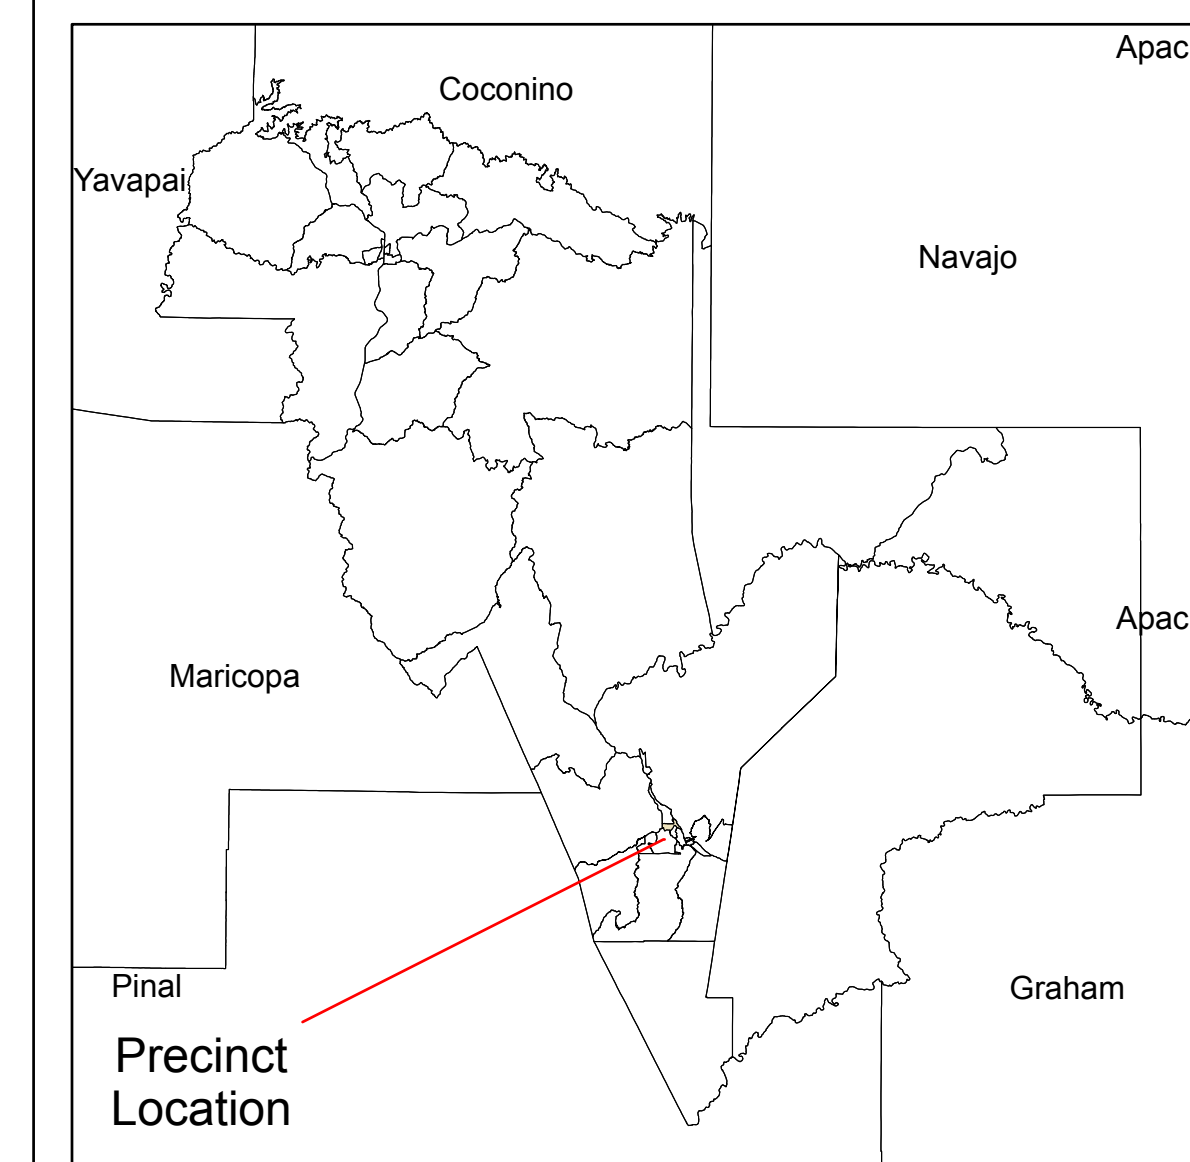 Apac
Coconino
Yavapai
Navajo
Apac
Maricopa
Pinal
Graham
Precinct
Location